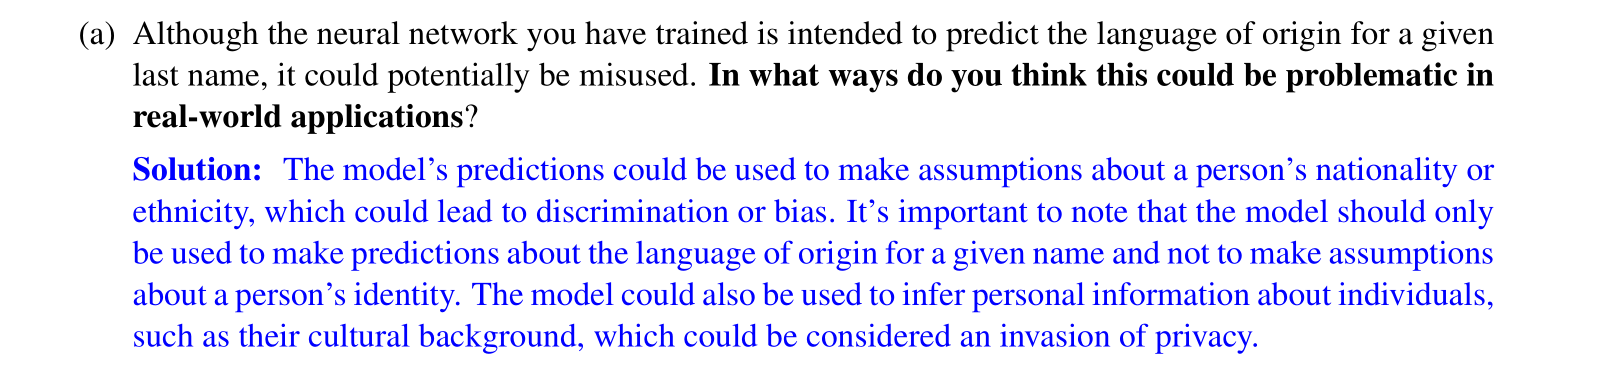 (a) Although the neural network you have trained is intended to predict the language of origin for a given
last name, it could potentially be misused. In what ways do you think this could be problematic in
real-world applications?
Solution: The model’s predictions could be used to make assumptions about a person’s nationality or
ethnicity, which could lead to discrimination or bias. It’s important to note that the model should only
be used to make predictions about the language of origin for a given name and not to make assumptions
about a person’s identity. The model could also be used to infer personal information about individuals,
such as their cultural background, which could be considered an invasion of privacy.